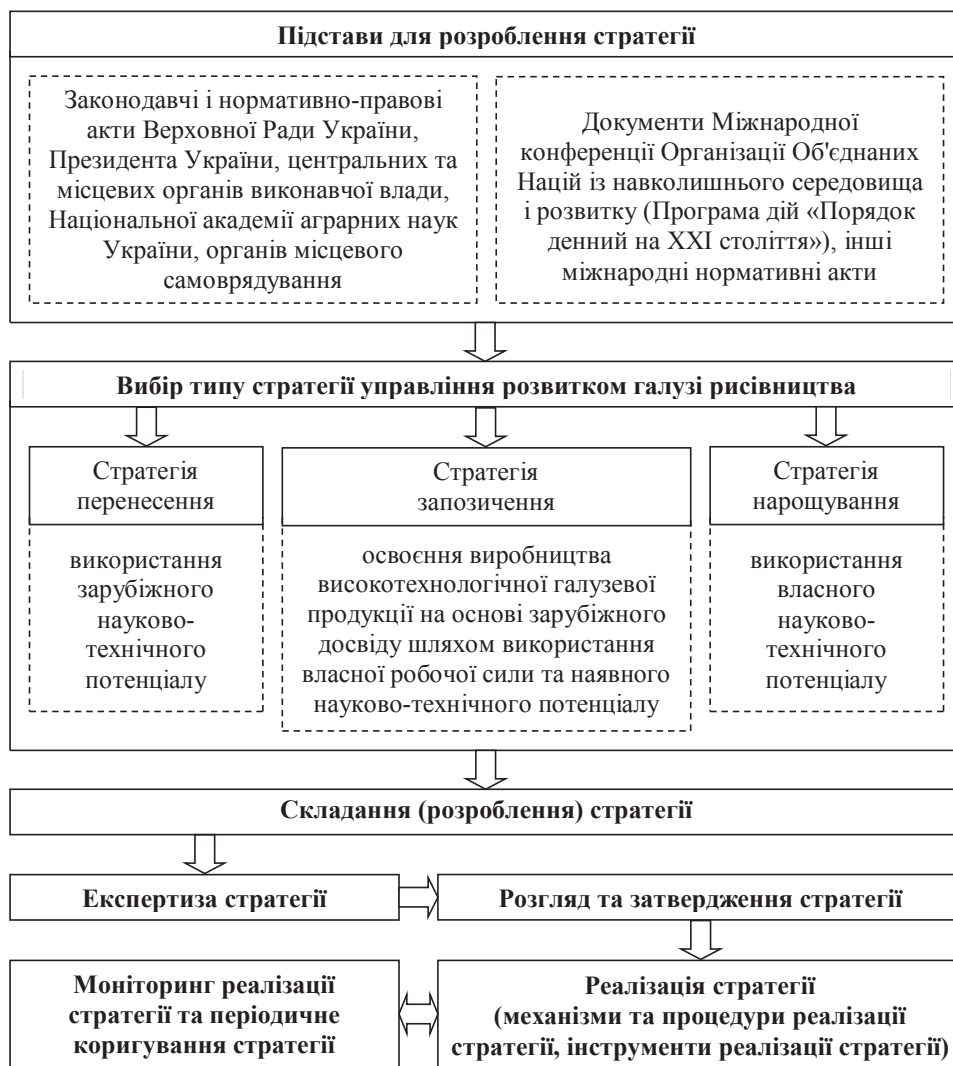 Підстави для розроблення стратегії
Законодавчі і нормативно-правові
акти Верховної Ради України,
Президента України, центральних та
місцевих органів виконавчої влади,
Національної академії аграрних наук
України, органів місцевого
самоврядування
Документи Міжнародної
конференції Організації Об'єднаних
Націй із навколишнього середовища
і розвитку (Програма дій «Порядок
денний на XXI століття»), інші
міжнародні нормативні акти
Вибір типу стратегії управління розвитком галузі рисівництва
Стратегія
перенесення
використання
зарубіжного
науково-
технічного
потенціалу
Стратегія
запозичення
освоєння виробництва
високотехнологічної галузевої
продукції на основі зарубіжного
досвіду шляхом використання
власної робочої сили та наявного
науково-технічного потенціалу
Стратегія
нарощування
використання
власного
науково-
технічного
потенціалу
Складання (розроблення) стратегії
Експертиза стратегії
Розгляд та затвердження стратегії
Моніторинг реалізації
стратегії та періодичне
коригування стратегії
Реалізація стратегії
(механізми та процедури реалізації
стратегії, інструменти реалізації стратегії)